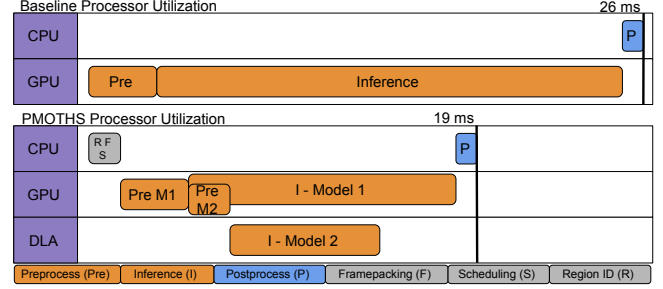 Baseline Processor Utilization
26 ms
CPU
P
GPU
Pre
Inference
PMOTHS Processor Utilization
19 ms
CPU
R F
S
P
GPU
Pre M1
Pre
M2
I - Model 1
DLA
I - Model 2
Preprocess (Pre)
Inference (I)
Postprocess (P)
Framepacking (F)
Scheduling (S)
Region ID (R)